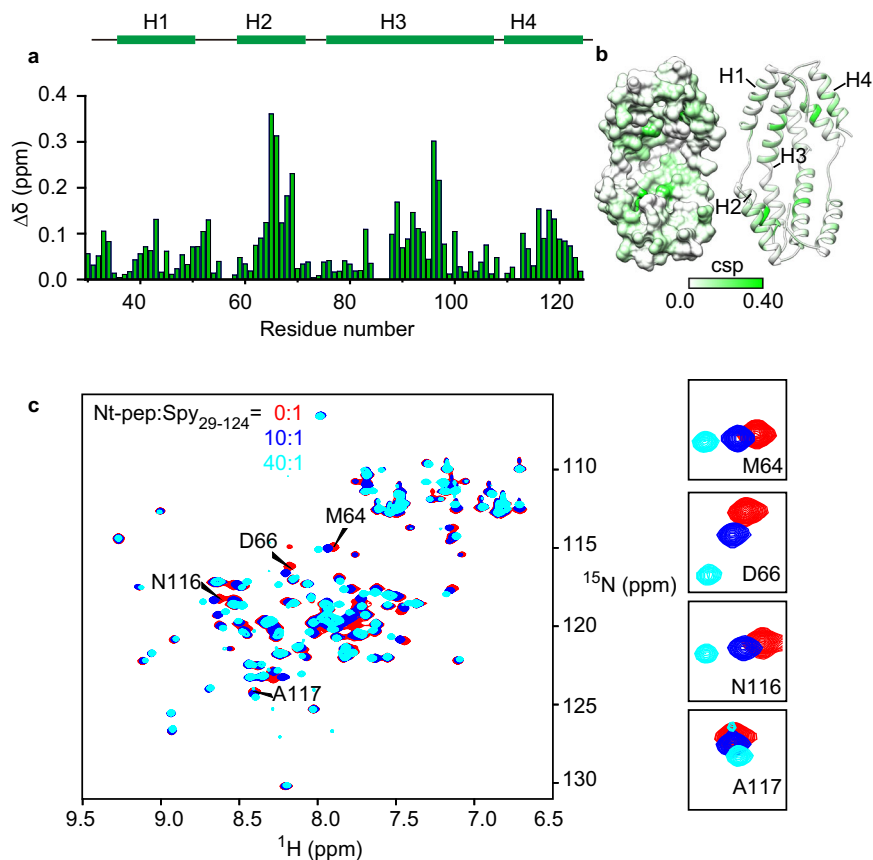 H1 H2 H3 H4
a
0.4
0.3
0.2
0.1
0.0
Δδ (ppm)
40 60 80 100 120
Residue number
b
H1
H4
H3
H2
csp
0.0 0.40
c
Nt-pep:Spy29-124= 0:1
10:1
40:1
M64
D66
N116
A117
110
115
120
125
130
15N (ppm)
9.5 9.0 8.5 8.0 7.5 7.0 6.5
1H (ppm)
M64
D66
N116
A117